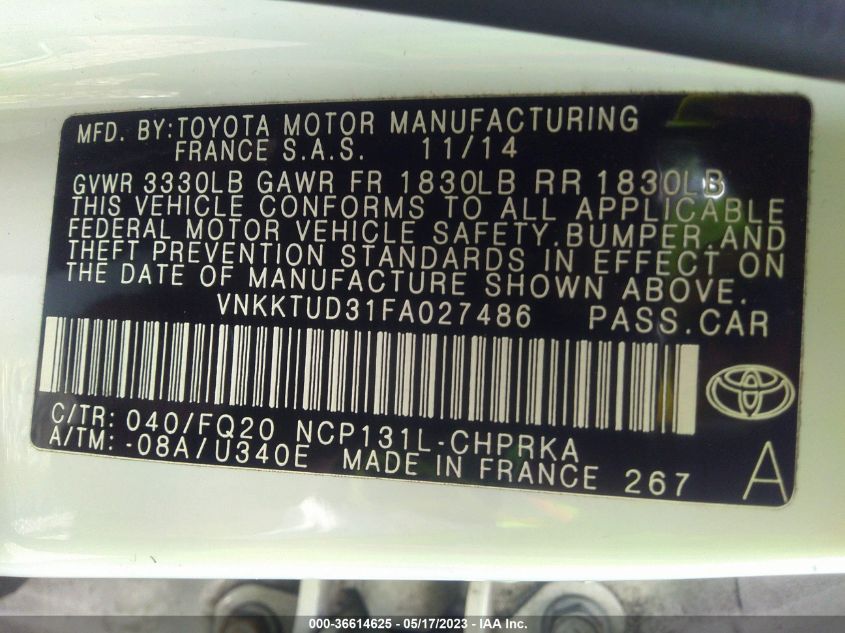 MFD. BY:TOYOTA MOTOR MANUFACTURING
FRANCE S.A.S. 11/14
GVWR 3330LB GAWR FR 1830LB RR 1830LB
THIS VEHICLE CONFORMS TO ALL APPLICABLE
FEDERAL MOTOR VEHICLE SAFETY,BUMPER,AND
THEFT PREVENTION STANDARDS IN EFFECT ON
THE DATE OF MANUFACTURE SHOWN ABOVE.
VNKKTUD31FA027486 PASS.CAR
C/TR: 040/FQ20 NCP131L-CHPRKA
A/TM: -08A/U340E MADE IN FRANCE 267 A
000-36614625 - 05/17/2023 - IAA Inc.